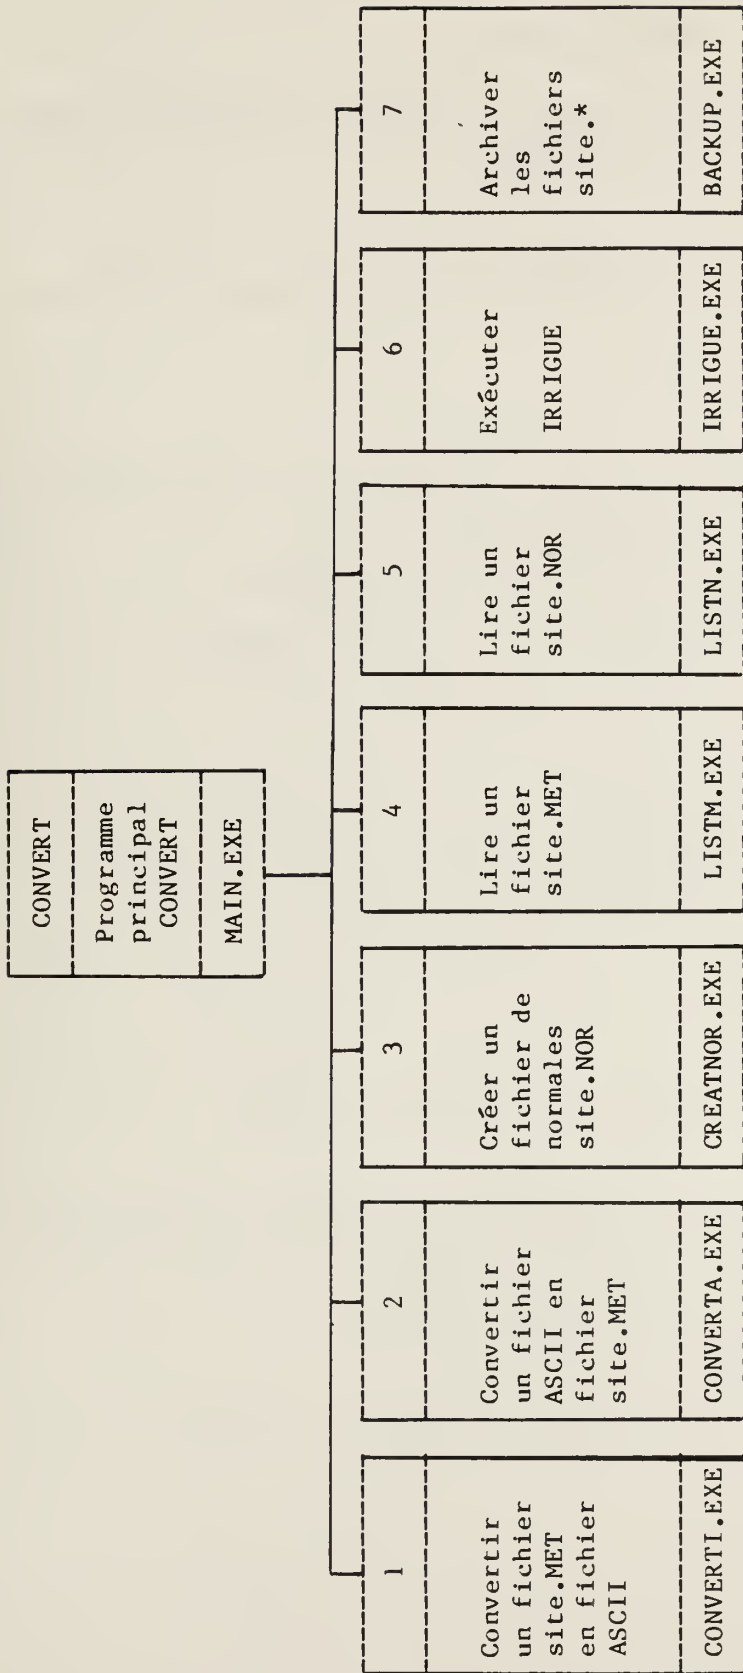 CONVERT
Programme
principal
CONVERT
MAIN.EXE
1
Convertir
un fichier
site.MET
en fichier
ASCII
CONVERTI.EXE
2
Convertir
un fichier
ASCII en
fichier
site.MET
CONVERTA.EXE
3
Créer un
fichier de
normales
site.NOR
CREATNOR.EXE
4
Lire un
fichier
site.MET
LISTM.EXE
5
Lire un
fichier
site.NOR
LISTN.EXE
6
Exécuter
IRRIGUE
IRRIGUE.EXE
7
Archiver
les
fichiers
site.*
BACKUP.EXE